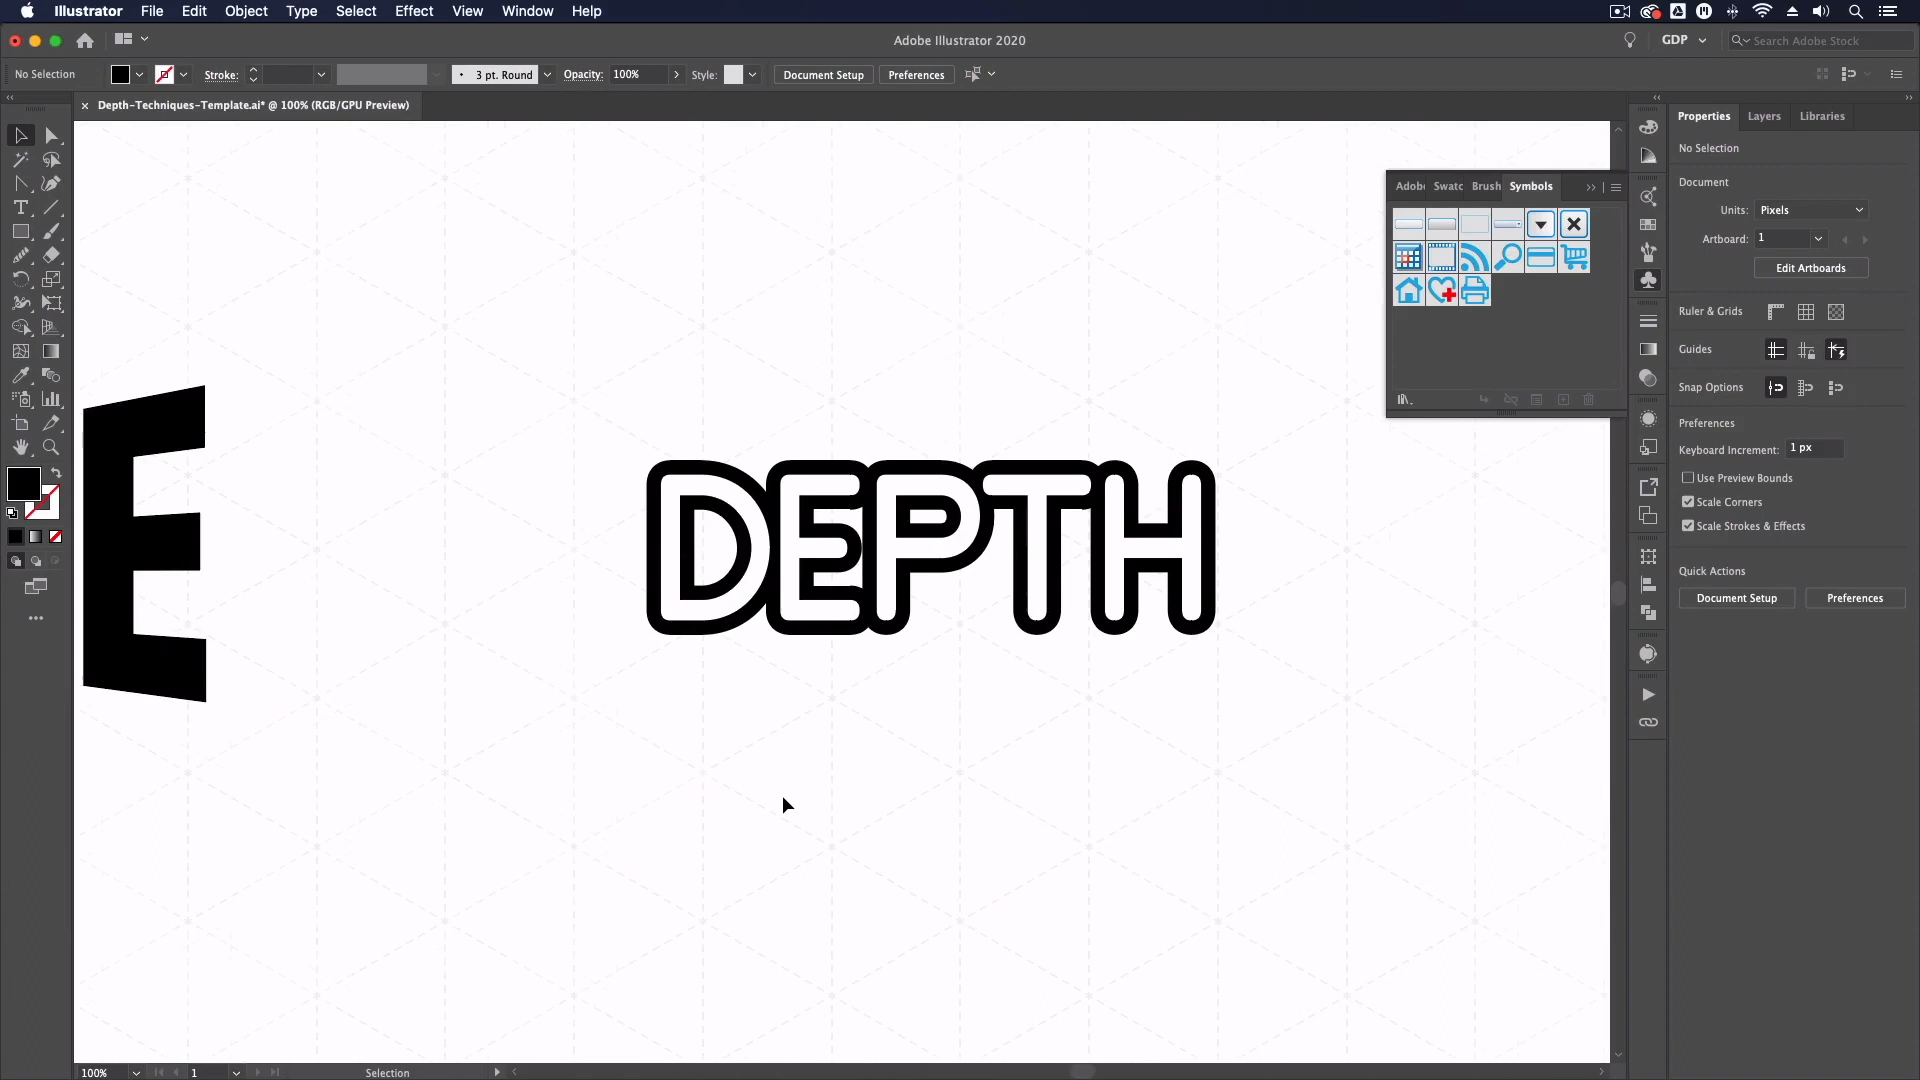 Illustrator File Edit Object Type Select Effect View Window Help
Adobe Illustrator 2020
GDP
Search Adobe Stock
No Selection
Stroke:
3 pt. Round
Opacity: 100%
Style:
Document Setup
Preferences
× Depth-Techniques-Template.ai* @ 100% (RGB/GPU Preview)
Properties Layers Libraries
No Selection
Document
Units: Pixels
Artboard: 1
Edit Artboards
Ruler & Grids
Guides
Snap Options
Preferences
Keyboard Increment: 1 px
Use Preview Bounds
Scale Corners
Scale Strokes & Effects
Quick Actions
Document Setup Preferences
Adobe Swatc Brush Symbols
E
DEPTH
100% 1 Selection